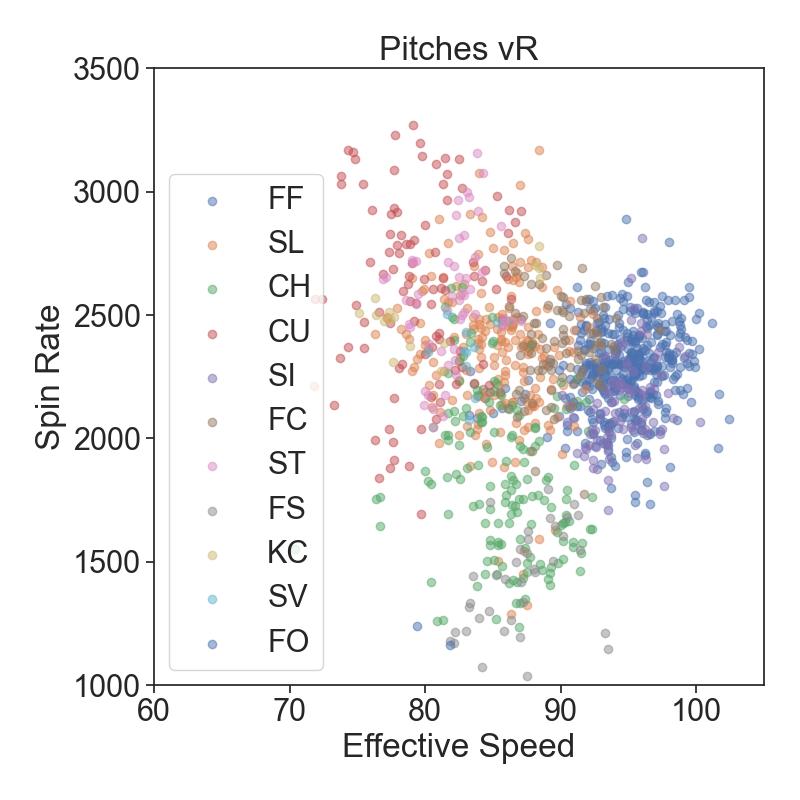 Pitches vR
3500
3000
2500
2000
1500
1000
Spin Rate
FF
SL
CH
CU
SI
FC
ST
FS
KC
SV
FO
60 70 80 90 100
Effective Speed